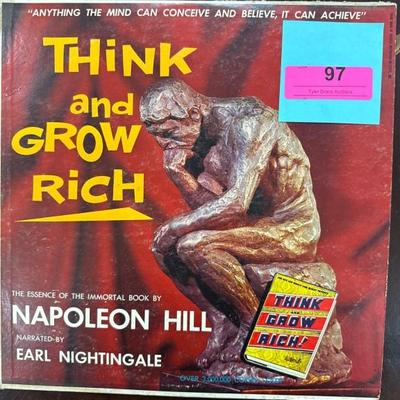 "ANYTHING THE MIND CAN CONCEIVE AND BELIEVE, IT CAN ACHIEVE"
THiNK
and
GROW
RiCH
97
THE ESSENCE OF THE IMMORTAL BOOK BY
NAPOLEON HILL
NARRATED BY
EARL NIGHTINGALE
THINK
AND
GROW
RICH!
OVER